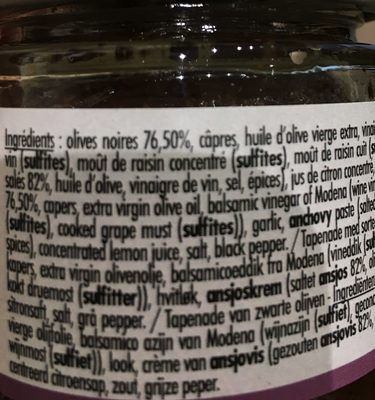 Ingrédients : olives noires 76,50%, câpres, huile d'olive vierge extra,
vin (sulfites), moût de raisin concentré (sulfites), moût de raisin cuit
salés 82%, huile d'olive, vinaigre de vin, sel, épices), jus de citron concentré,
76,50%, capers, extra virgin olive oil, balsamic vinegar of Modena (wine
(sulfites), cooked grape must (sulfites)), garlic, anchovy paste (salted
spices), concentrated lemon juice, salt, black pepper. / Tapenade med sorte
kapers, extra virgin olivenolie, balsamicoeddik fra Modena (vineddik
kokt druemost (sulfitter)), hvitløk, ansjoskrem (saltet ansjos 82%,
sitronsaft, salt, grå pepper. / Tapenade van zwarte olijven - Ingrediënten
vierge olijfolie, balsamico azijn van Modena (wijnazijn (sulfiet),
wijnmost sulfiet)), look, crème van ansjovis (gezouten ansjovis 82%,
centreerd citroensap, zout, grijze peper.